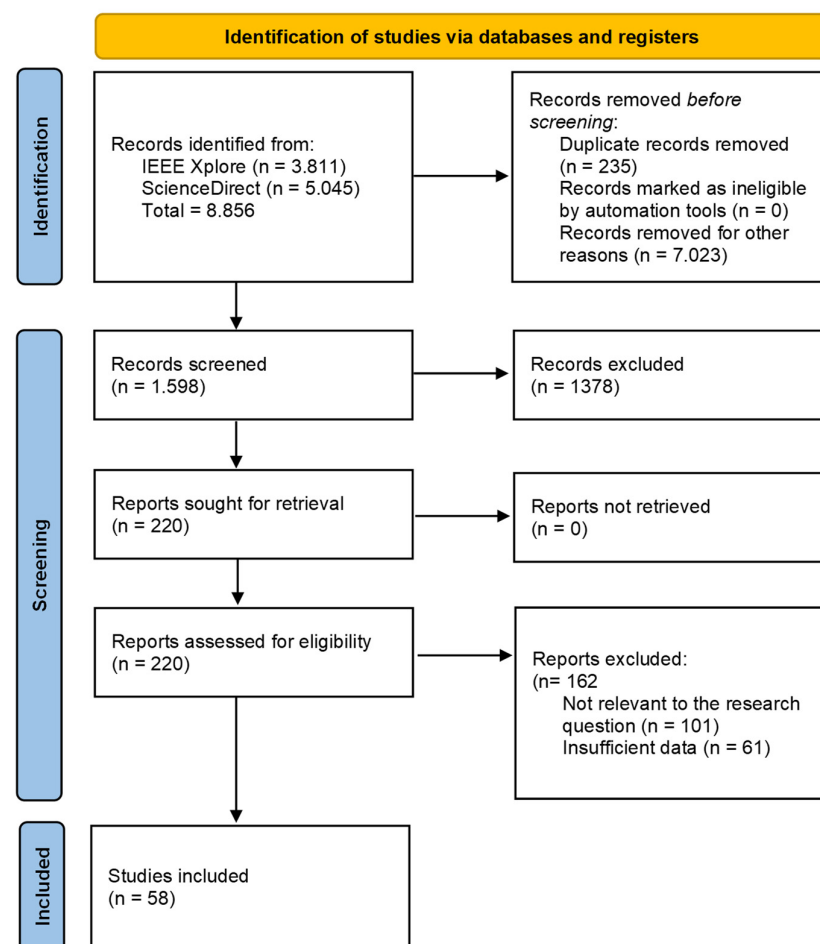 Identification of studies via databases and registers
Identification
Records identified from:
IEEE Xplore (n = 3.811)
ScienceDirect (n = 5.045)
Total = 8.856
Records removed before
screening:
Duplicate records removed
(n = 235)
Records marked as ineligible
by automation tools (n = 0)
Records removed for other
reasons (n = 7.023)
Screening
Records screened
(n = 1.598)
Records excluded
(n = 1378)
Reports sought for retrieval
(n = 220)
Reports not retrieved
(n = 0)
Reports assessed for eligibility
(n = 220)
Reports excluded:
(n= 162
Not relevant to the research
question (n = 101)
Insufficient data (n = 61)
Included
Studies included
(n = 58)